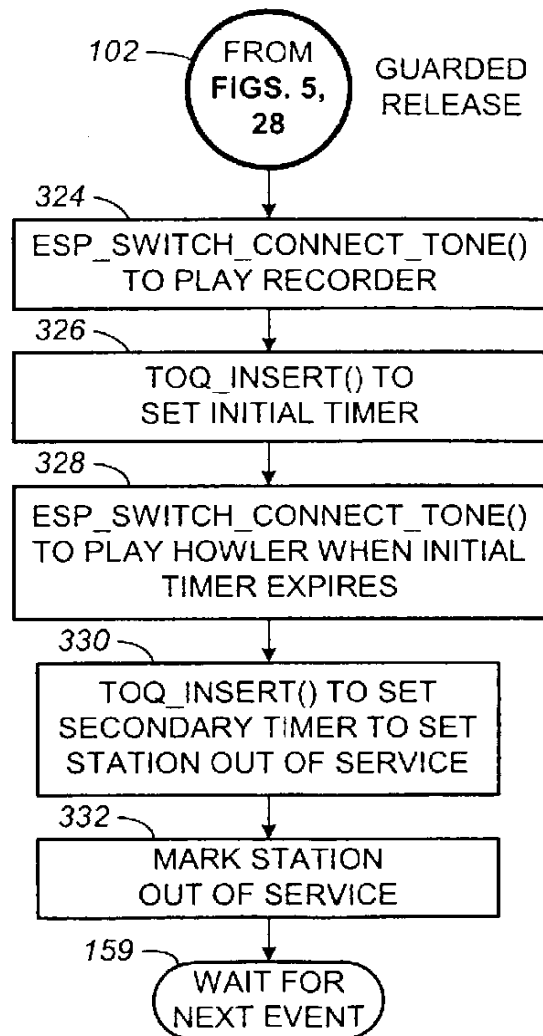 102
FROM
FIGS. 5,
28
GUARDED
RELEASE
324
ESP_SWITCH_CONNECT_TONE()
TO PLAY RECORDER
326
TOQ_INSERT() TO
SET INITIAL TIMER
328
ESP_SWITCH_CONNECT_TONE()
TO PLAY HOWLER WHEN INITIAL
TIMER EXPIRES
330
TOQ_INSERT() TO SET
SECONDARY TIMER TO SET
STATION OUT OF SERVICE
332
MARK STATION
OUT OF SERVICE
159
WAIT FOR
NEXT EVENT